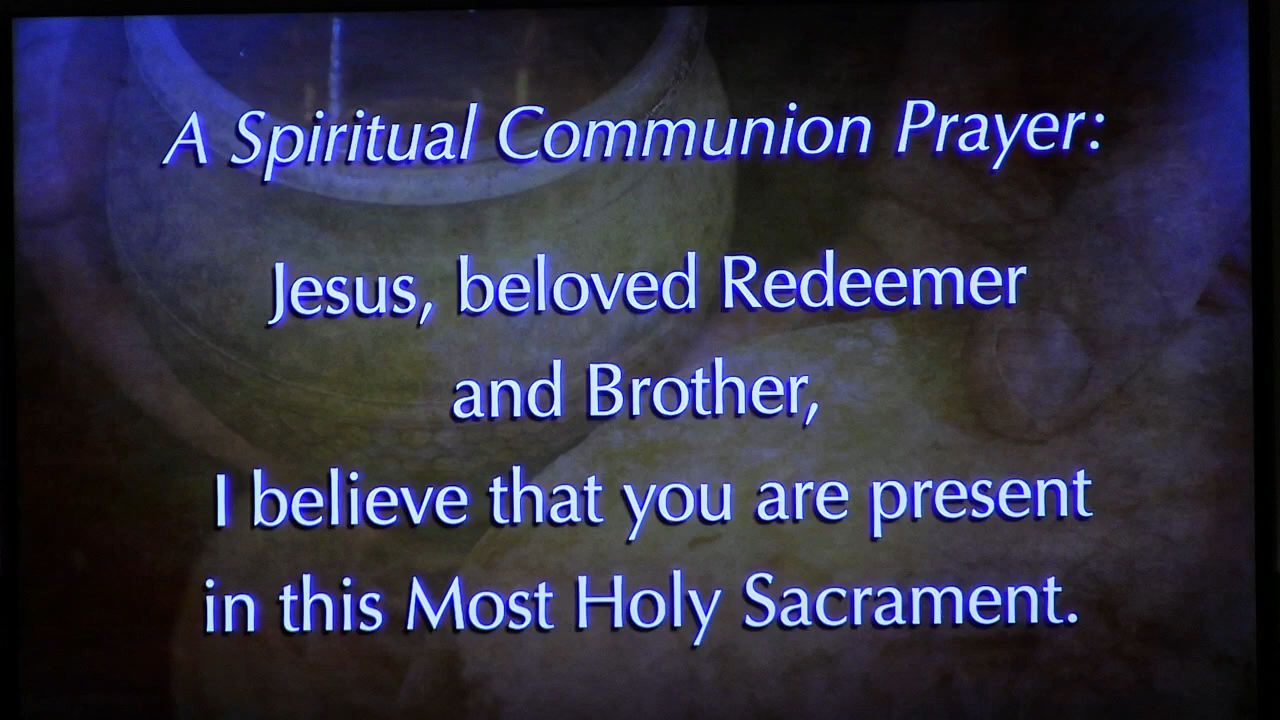 A Spiritual Communion Prayer:
Jesus, beloved Redeemer
and Brother,
I believe that you are present
in this Most Holy Sacrament.